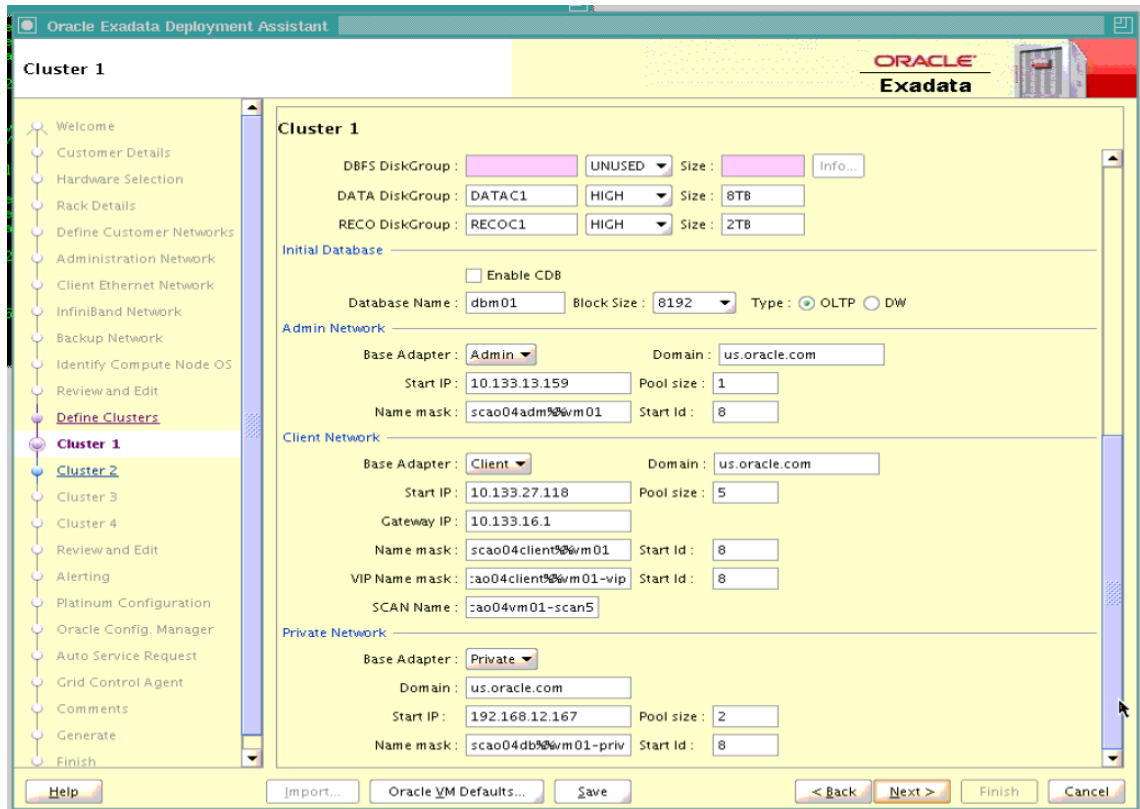 Oracle Exadata Deployment Assistant
Cluster 1
ORACLE
Exadata
Welcome
Customer Details
Hardware Selection
Rack Details
Define Customer Networks
Administration Network
Client Ethernet Network
InfiniBand Network
Backup Network
Identify Compute Node OS
Review and Edit
Define Clusters
Cluster 1
Cluster 2
Cluster 3
Cluster 4
Review and Edit
Alerting
Platinum Configuration
Oracle Config. Manager
Auto Service Request
Grid Control Agent
Comments
Generate
Finish
Cluster 1
DBFS DiskGroup : UNUSED Size : Info...
DATA DiskGroup : DATAC1 HIGH Size : 8TB
RECO DiskGroup : RECOC1 HIGH Size : 2TB
Initial Database
Enable CDB
Database Name : dbm01 Block Size : 8192 Type : OLTP DW
Admin Network
Base Adapter : Admin Domain : us.oracle.com
Start IP : 10.133.13.159 Pool size : 1
Name mask : scao04adm%%vm01 Start Id : 8
Client Network
Base Adapter : Client Domain : us.oracle.com
Start IP : 10.133.27.118 Pool size : 5
Gateway IP : 10.133.16.1
Name mask : scao04client%%vm01 Start Id : 8
VIP Name mask : cao04client%%vm01-vip Start Id : 8
SCAN Name : cao04vm01-scan5
Private Network
Base Adapter : Private
Domain : us.oracle.com
Start IP : 192.168.12.167 Pool size : 2
Name mask : scao04db%%vm01-priv Start Id : 8
Help Import... Oracle VM Defaults... Save < Back Next > Finish Cancel